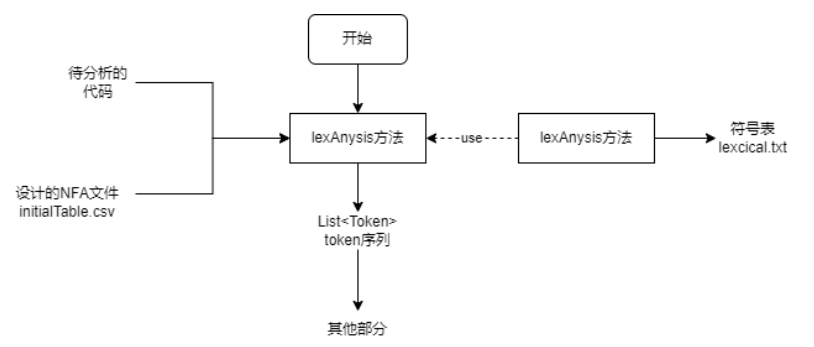 开始
待分析的
代码
lexAnysis方法
use
lexAnysis方法
符号表
lexcical.txt
设计的NFA文件
initialTable.csv
List<Token>
token序列
其他部分